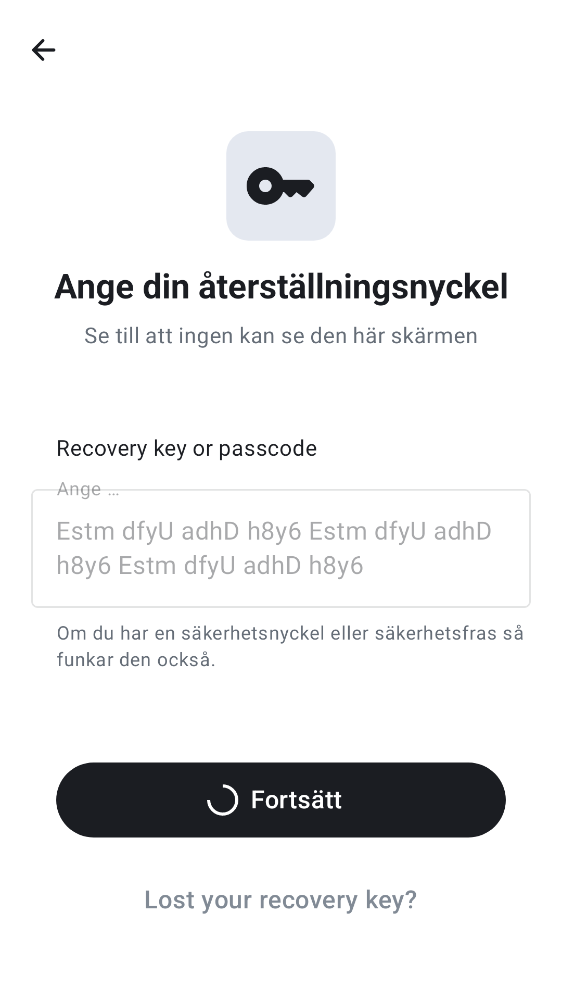 Ange din återställningsnyckel
Se till att ingen kan se den här skärmen
Recovery key or passcode
Ange …
Estm dfyU adhD h8y6 Estm dfyU adhD
h8y6 Estm dfyU adhD h8y6
Om du har en säkerhetsnyckel eller säkerhetsfras så
funkar den också.
Fortsätt
Lost your recovery key?